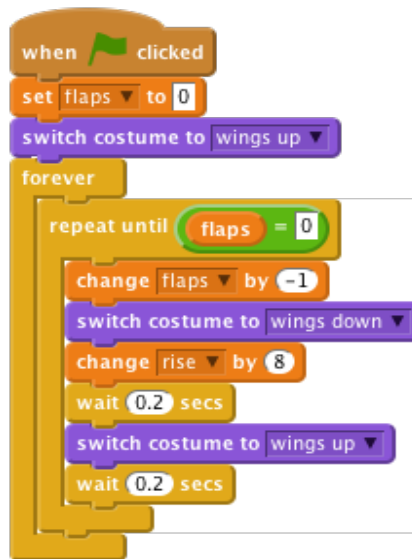 when clicked
set flaps to 0
switch costume to wings up
forever
repeat until flaps = 0
change flaps by -1
switch costume to wings down
change rise by 8
wait 0.2 secs
switch costume to wings up
wait 0.2 secs